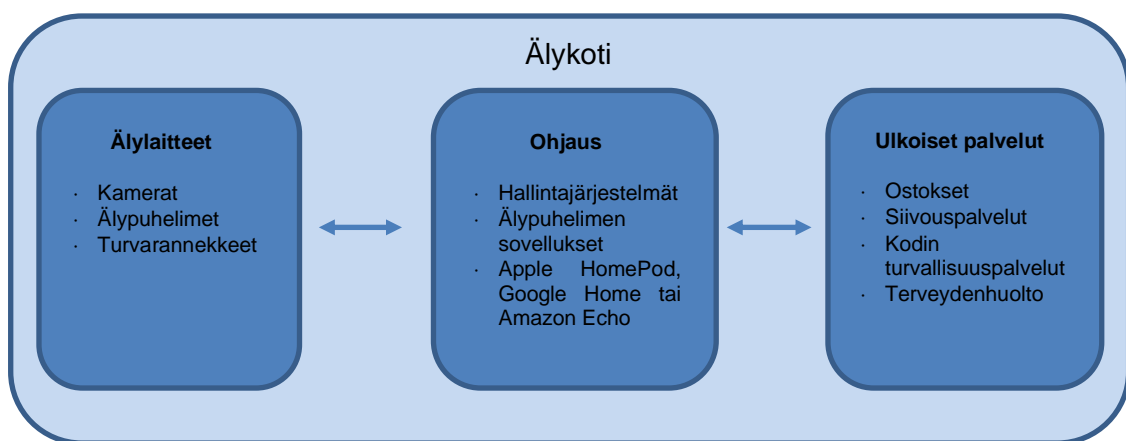 Älykoti
Älylaitteet
· Kamerat
· Älypuhelimet
· Turvarannekkeet
Ohjaus
· Hallintajärjestelmät
· Älypuhelimen
sovellukset
· Apple HomePod,
Google Home tai
Amazon Echo
Ulkoiset palvelut
· Ostokset
· Siivouspalvelut
· Kodin
turvallisuuspalvelut
· Terveydenhuolto